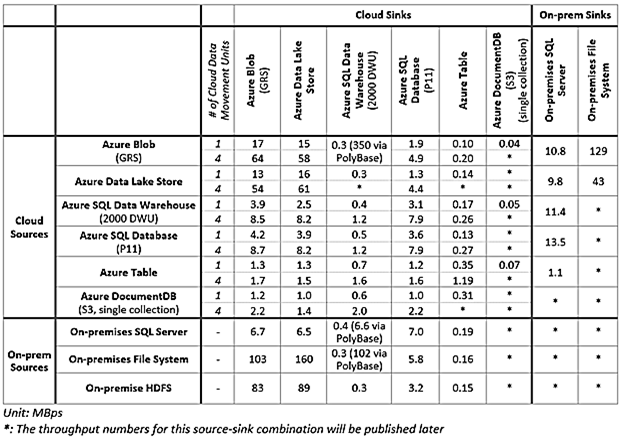 Cloud Sinks On-prem Sinks
# of Cloud Data Movement Units
Azure Blob (GRS)
Azure Data Lake Store
Azure SQL Data Warehouse (2000 DWU)
Azure SQL Database (P11)
Azure Table
Azure DocumentDB (S3) (single collection)
On-premises SQL Server
On-premises File System
Cloud Sources
Azure Blob (GRS) 1 17 15 0.3 (350 via PolyBase) 1.9 0.10 0.04 10.8 129
4 64 58 4.9 0.20 *
Azure Data Lake Store 1 13 16 0.3 1.3 0.14 * 9.8 43
4 54 61 * 4.4 * *
Azure SQL Data Warehouse (2000 DWU) 1 3.9 2.5 0.4 3.1 0.17 0.05 11.4 *
4 8.5 8.2 1.2 7.9 0.26 *
Azure SQL Database (P11) 1 4.2 3.9 0.5 3.6 0.13 * 13.5 *
4 8.7 8.2 1.2 7.9 0.27 *
Azure Table 1 1.3 1.3 0.7 1.2 0.35 0.07 1.1 *
4 1.7 1.5 1.6 1.6 1.19 *
Azure DocumentDB (S3, single collection) 1 1.2 1.0 0.6 1.0 0.31 * * *
4 2.2 1.4 2.0 2.2 * *
On-prem Sources
On-premises SQL Server - 6.7 6.5 0.4 (6.6 via PolyBase) 7.0 0.19 * * *
On-premises File System - 103 160 0.3 (102 via PolyBase) 5.8 0.16 * * *
On-premise HDFS - 83 89 0.3 3.2 0.15 * * *
Unit: MBps
*: The throughput numbers for this source-sink combination will be published later